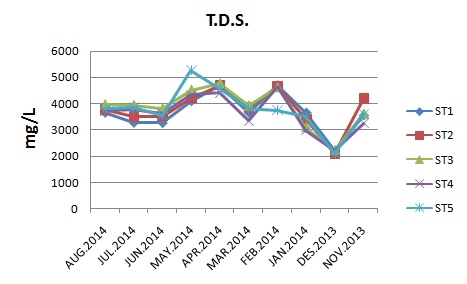 T.D.S.
mg/L
6000
5000
4000
3000
2000
1000
0
AUG.2014
JUL.2014
JUN.2014
MAY.2014
APR.2014
MAR.2014
FEB.2014
JAN.2014
DES.2013
NOV.2013
ST1
ST2
ST3
ST4
ST5